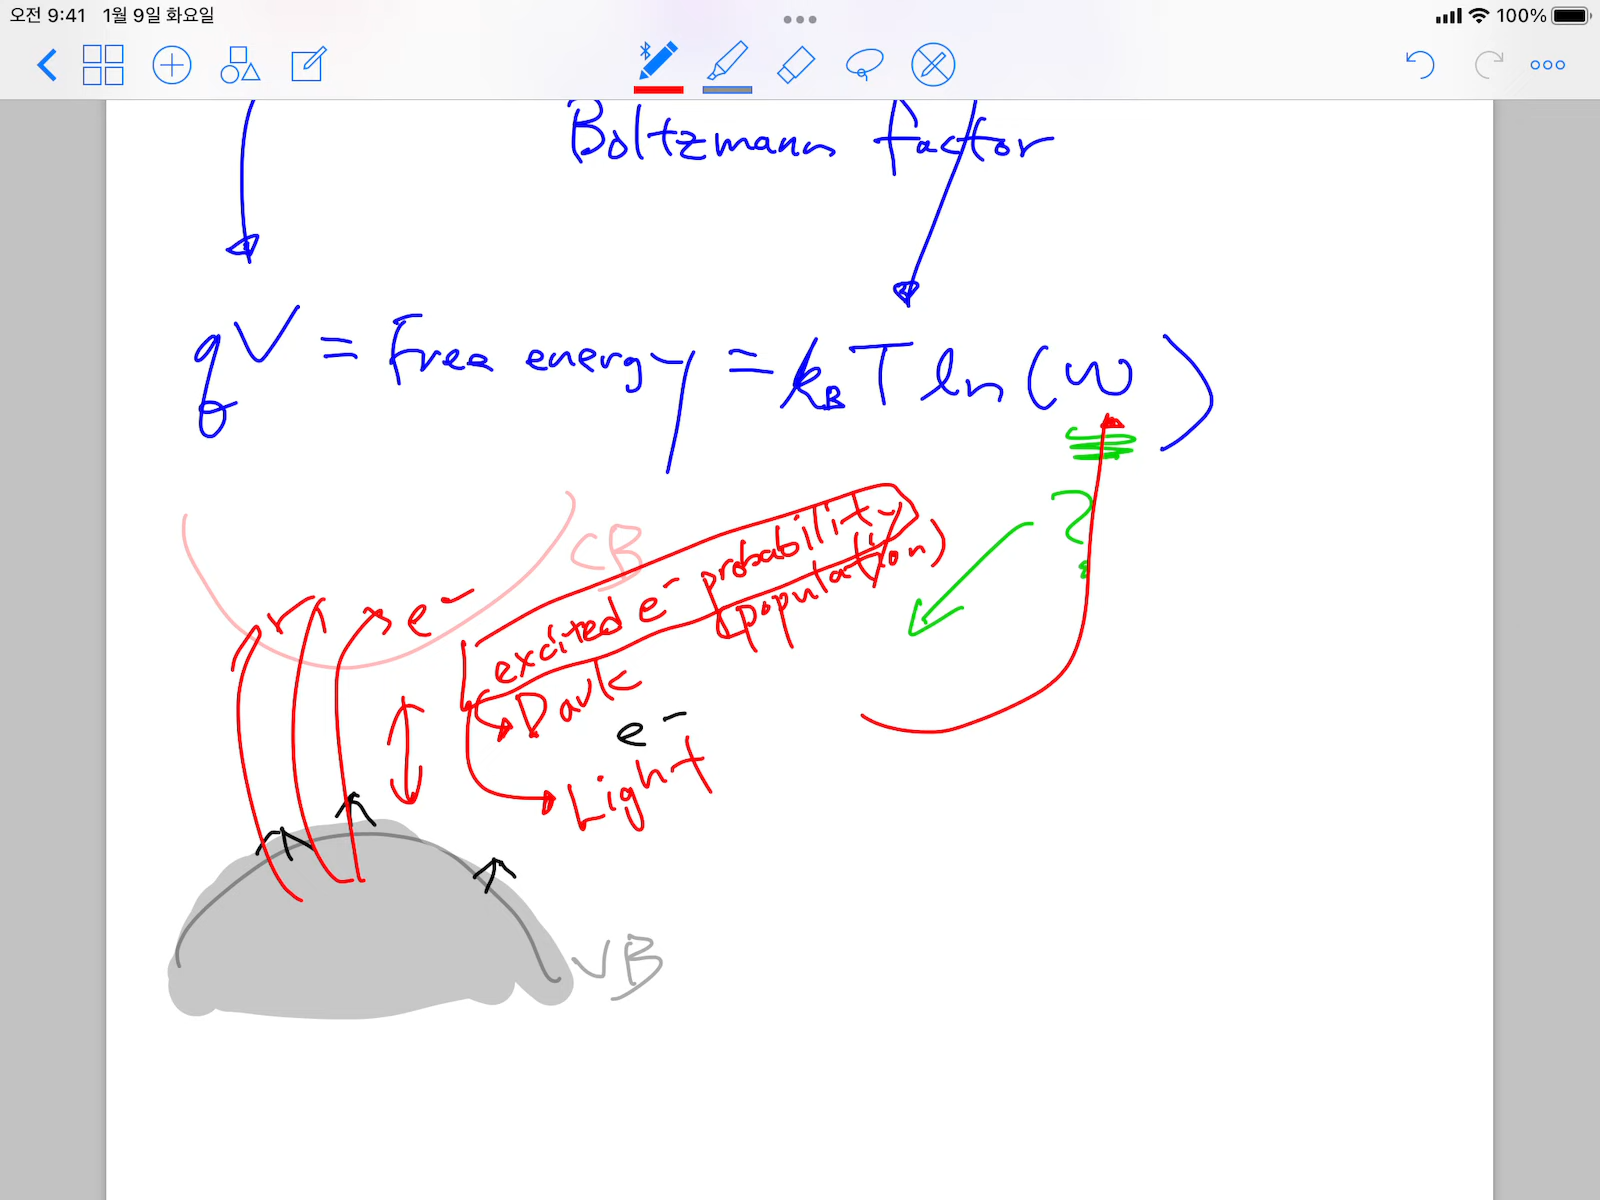 오전 9:41 1월 9일 화요일
100%
Boltzmann factor
qV = Free energy = k_B T ln(w)
?
CB
excited e⁻ probability
(population)
e⁻
Dark
e⁻
Light
VB